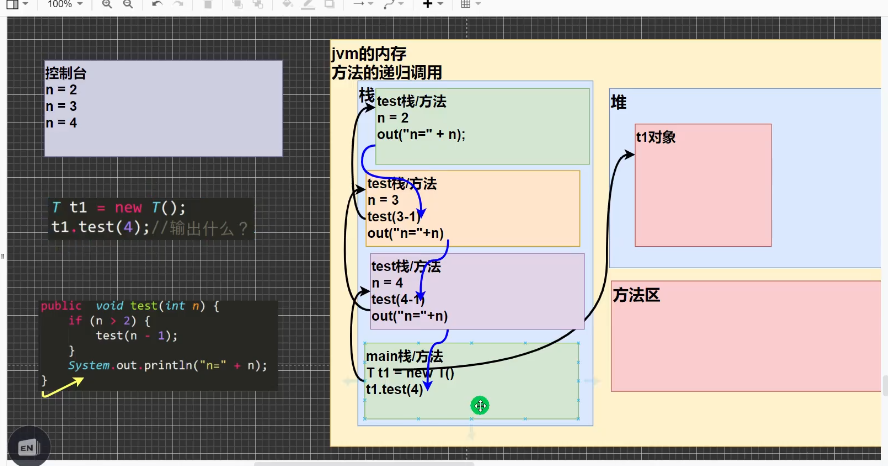 100%
控制台
n = 2
n = 3
n = 4
T t1 = new T();
t1.test(4);//输出什么？
public void test(int n) {
if (n > 2) {
test(n - 1);
}
System.out.println("n=" + n);
}
EN
jvm的内存
方法的递归调用
栈
test栈/方法
n = 2
out("n=" + n);
test栈/方法
n = 3
test(3-1)
out("n="+n)
test栈/方法
n = 4
test(4-1)
out("n="+n)
main栈/方法
T t1 = new T()
t1.test(4)
堆
t1对象
方法区